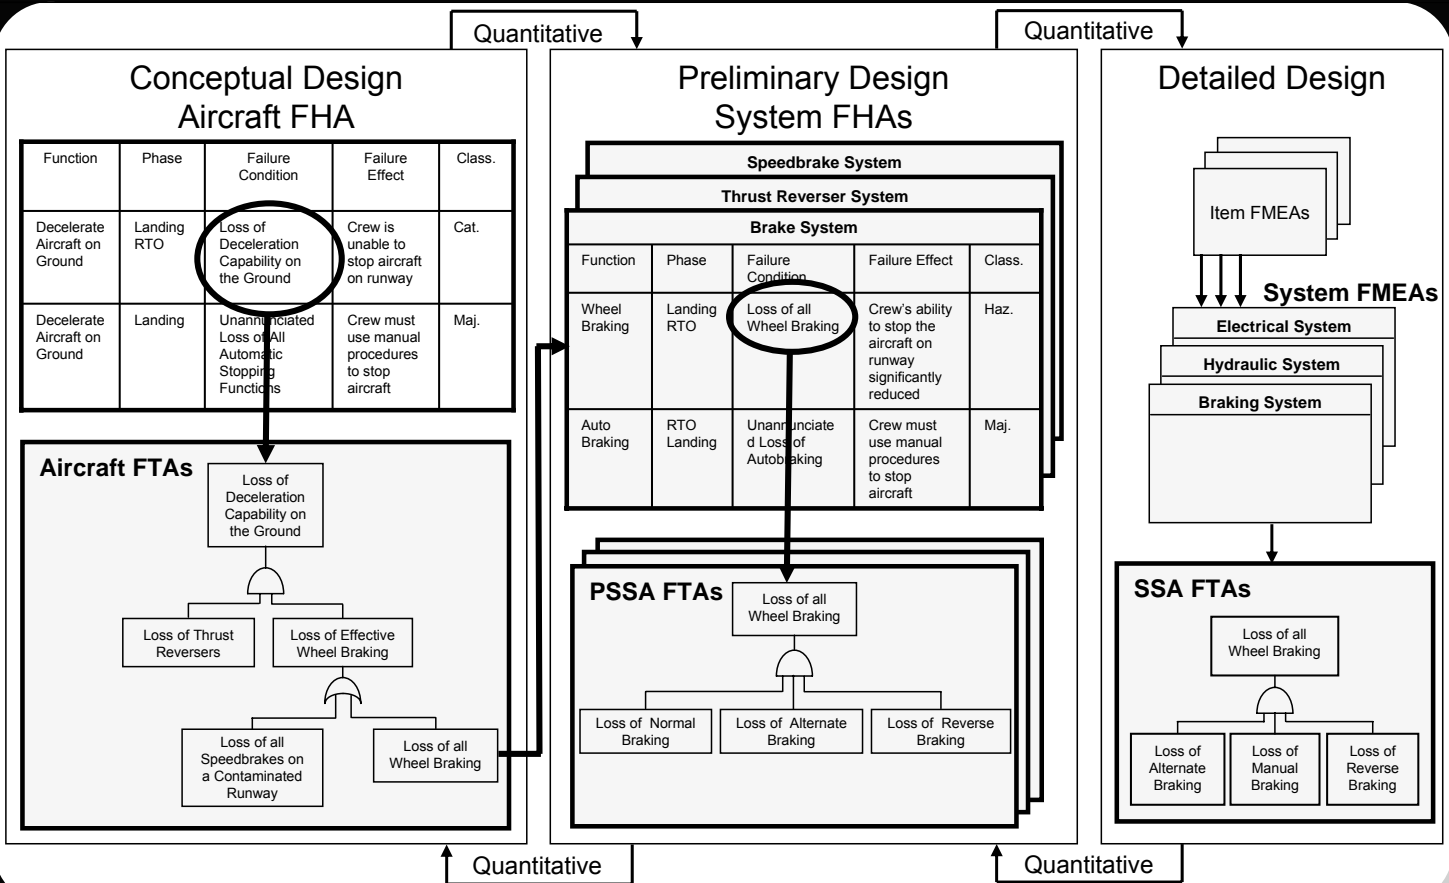 Quantitative
Quantitative
Conceptual Design
Aircraft FHA
Function
Phase
Failure
Condition
Failure
Effect
Class.
Decelerate
Aircraft on
Ground
Landing
RTO
Loss of
Deceleration
Capability on
the Ground
Crew is
unable to
stop aircraft
on runway
Cat.
Decelerate
Aircraft on
Ground
Landing
Unannunciated
Loss of All
Automatic
Stopping
Functions
Crew must
use manual
procedures
to stop
aircraft
Maj.
Aircraft FTAs
Loss of
Deceleration
Capability on
the Ground
Loss of Thrust
Reversers
Loss of Effective
Wheel Braking
Loss of all
Speedbrakes on
a Contaminated
Runway
Loss of all
Wheel Braking
Preliminary Design
System FHAs
Speedbrake System
Thrust Reverser System
Brake System
Function
Phase
Failure
Condition
Failure Effect
Class.
Wheel
Braking
Landing
RTO
Loss of all
Wheel Braking
Crew's ability
to stop the
aircraft on
runway
significantly
reduced
Haz.
Auto
Braking
RTO
Landing
Unannunciate
d Loss of
Autobraking
Crew must
use manual
procedures
to stop
aircraft
Maj.
PSSA FTAs
Loss of all
Wheel Braking
Loss of Normal
Braking
Loss of Alternate
Braking
Loss of Reverse
Braking
Detailed Design
Item FMEAs
System FMEAs
Electrical System
Hydraulic System
Braking System
SSA FTAs
Loss of all
Wheel Braking
Loss of
Alternate
Braking
Loss of
Manual
Braking
Loss of
Reverse
Braking
Quantitative
Quantitative